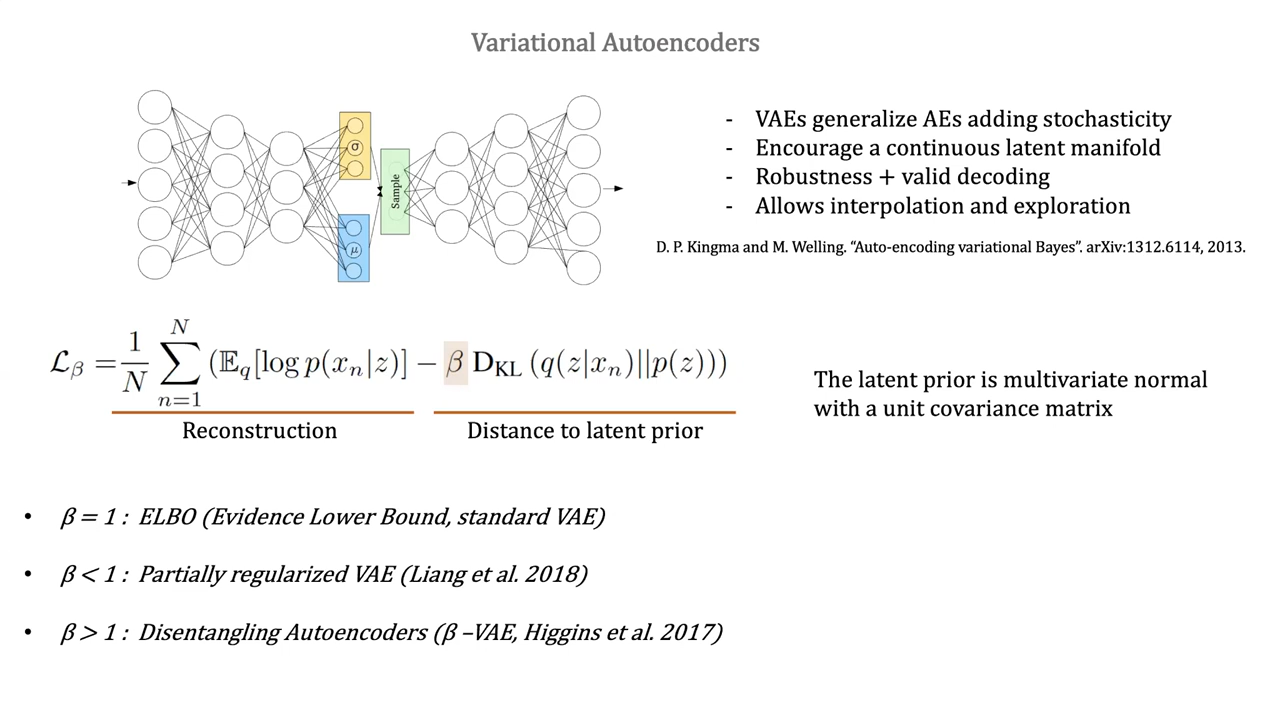 Variational Autoencoders
σ
μ
Sample
- VAEs generalize AEs adding stochasticity
- Encourage a continuous latent manifold
- Robustness + valid decoding
- Allows interpolation and exploration
D. P. Kingma and M. Welling. “Auto-encoding variational Bayes”. arXiv:1312.6114, 2013.
ℒ_β = 1/N ∑_{n=1}^{N} (𝔼_q[log p(x_n|z)] − β D_KL (q(z|x_n)||p(z)))
Reconstruction
Distance to latent prior
The latent prior is multivariate normal
with a unit covariance matrix
• β = 1 : ELBO (Evidence Lower Bound, standard VAE)
• β < 1 : Partially regularized VAE (Liang et al. 2018)
• β > 1 : Disentangling Autoencoders (β –VAE, Higgins et al. 2017)